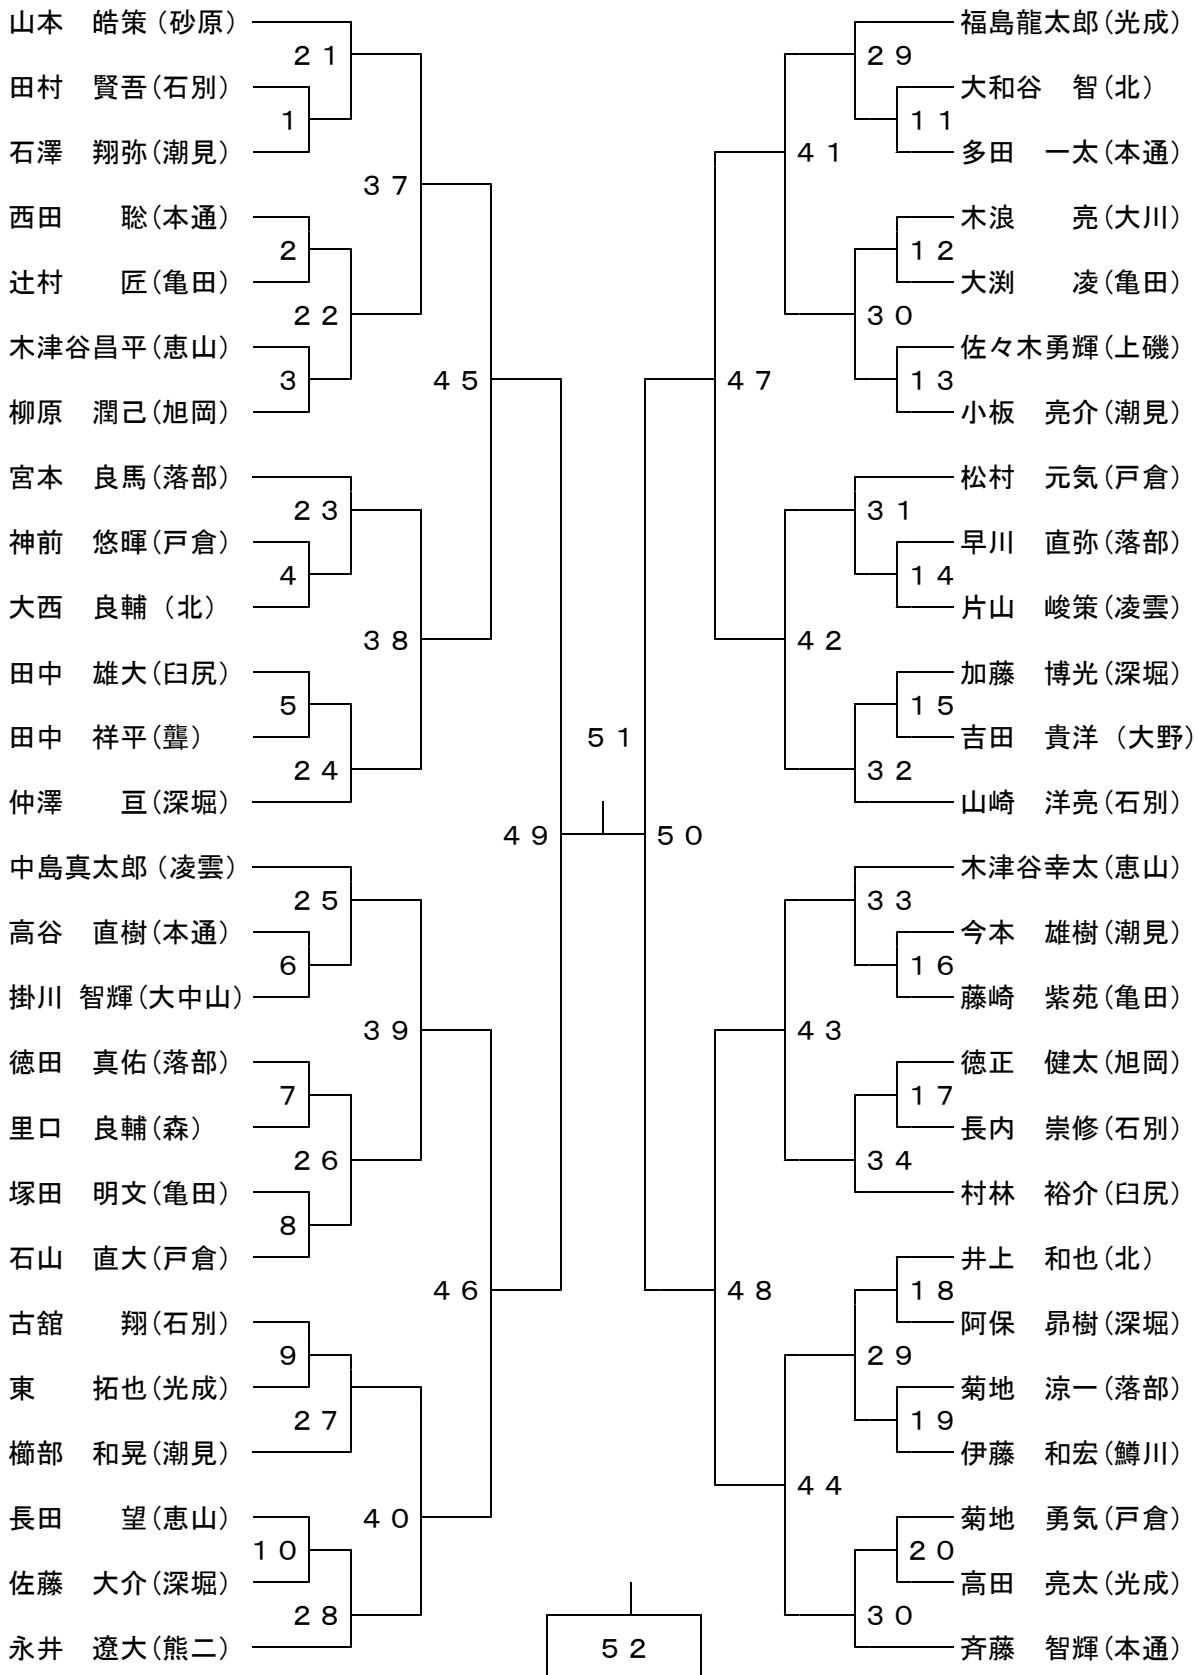 山本　皓策（砂原）
21
田村　賢吾（石別）
1
石澤　翔弥（潮見）
37
西田　　聡（本通）
2
辻村　　匠（亀田）
22
木津谷昌平（恵山）
3
柳原　潤己（旭岡）
45
宮本　良馬（落部）
23
神前　悠暉（戸倉）
4
大西　良輔（北）
38
田中　雄大（臼尻）
5
田中　祥平（聾）
24
仲澤　　亘（深堀）
49
中島真太郎（凌雲）
25
高谷　直樹（本通）
6
掛川 智輝（大中山）
39
徳田　真佑（落部）
7
里口　良輔（森）
26
塚田　明文（亀田）
8
石山　直大（戸倉）
46
古舘　　翔（石別）
9
東　　拓也（光成）
27
櫛部　和晃（潮見）
40
長田　　望（恵山）
10
佐藤　大介（深堀）
28
永井　遼大（熊二）
51
52
福島龍太郎（光成）
29
大和谷　智（北）
11
多田　一太（本通）
41
木浪　　亮（大川）
12
大渕　　凌（亀田）
30
佐々木勇輝（上磯）
13
小板　亮介（潮見）
47
松村　元気（戸倉）
31
早川　直弥（落部）
14
片山　峻策（凌雲）
42
加藤　博光（深堀）
15
吉田　貴洋（大野）
32
山崎　洋亮（石別）
50
木津谷幸太（恵山）
33
今本　雄樹（潮見）
16
藤崎　紫苑（亀田）
43
徳正　健太（旭岡）
17
長内　崇修（石別）
34
村林　裕介（臼尻）
48
井上　和也（北）
18
阿保　昴樹（深堀）
29
菊地　涼一（落部）
19
伊藤　和宏（鱒川）
44
菊地　勇気（戸倉）
20
高田　亮太（光成）
30
斉藤　智輝（本通）